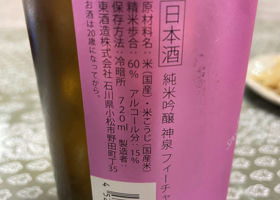 日本酒
純米吟醸 神泉 フィーチャ
原材料名：米（国産）・米こうじ（国産米）
精米歩合：60％ アルコール分：15％
保存方法：冷暗所 720ml 製造者
東酒造株式会社 石川県小松市野田町丁35
お酒は20歳になってから。